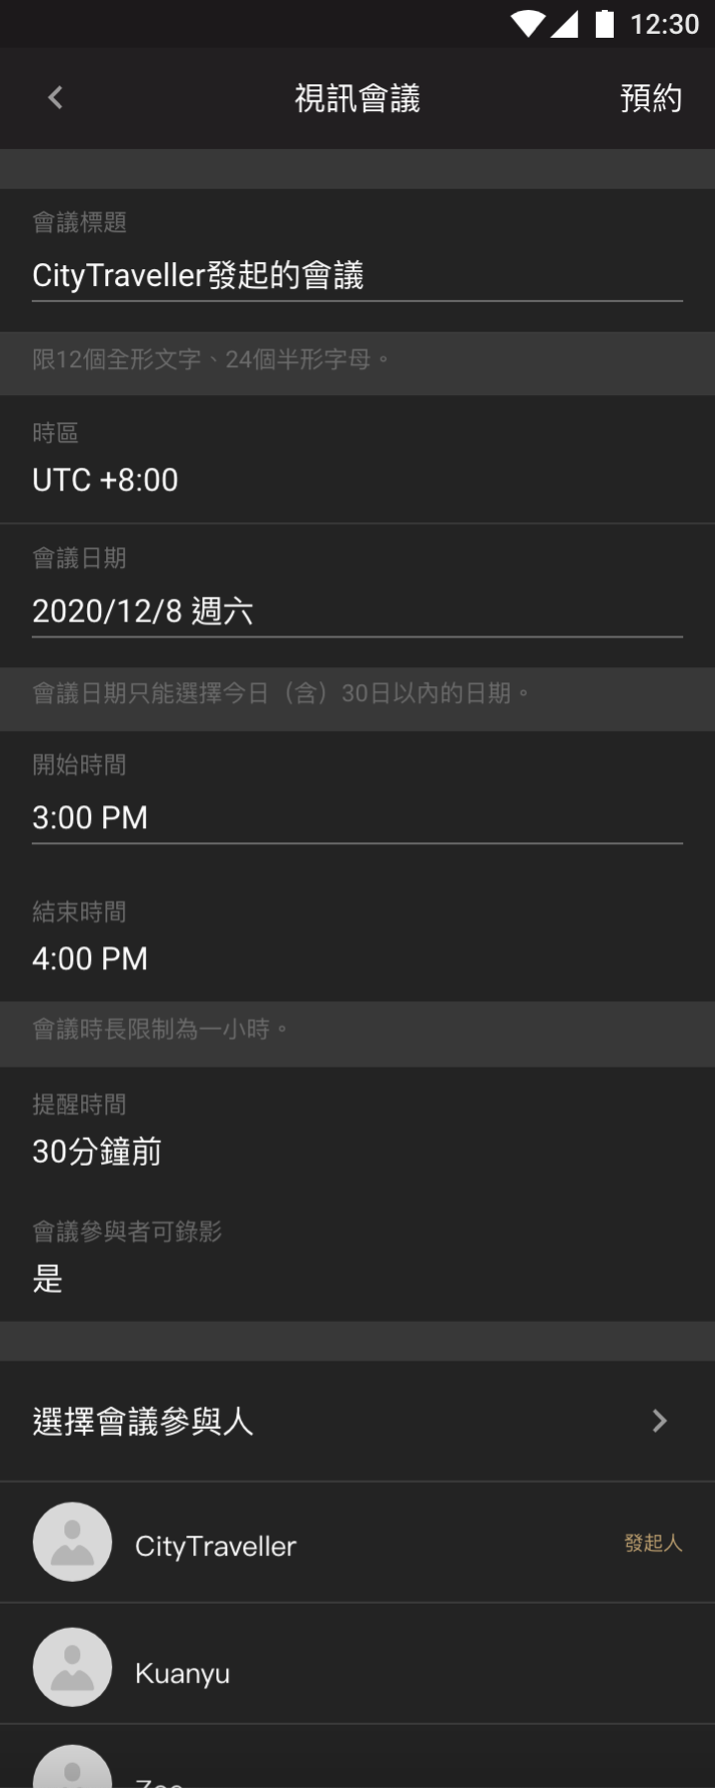 12:30
視訊會議 預約
會議標題
CityTraveller發起的會議
限12個全形文字、24個半形字母。
時區
UTC +8:00
會議日期
2020/12/8 週六
會議日期只能選擇今日（含）30日以內的日期。
開始時間
3:00 PM
結束時間
4:00 PM
會議時長限制為一小時。
提醒時間
30分鐘前
會議參與者可錄影
是
選擇會議參與人
CityTraveller 發起人
Kuanyu